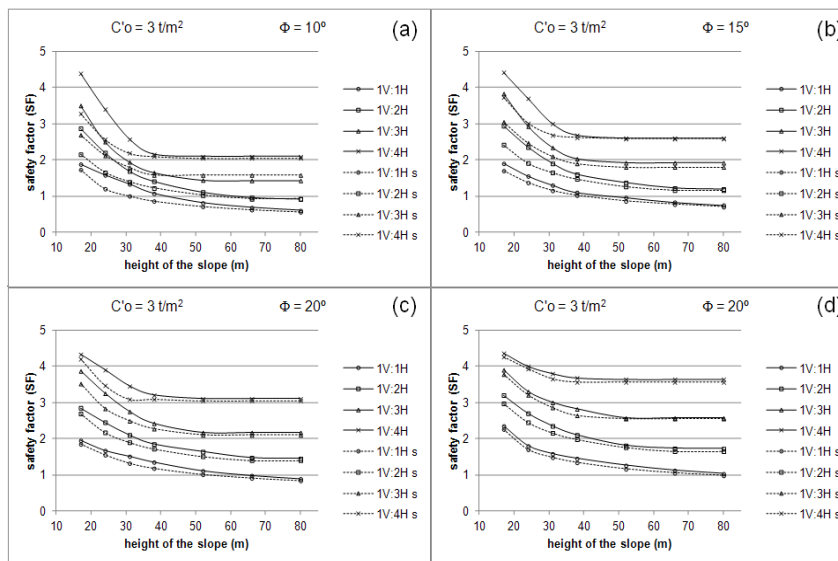 C'o = 3 t/m² Φ = 10º (a)
5
4
3
2
1
0
safety factor (SF)
10 20 30 40 50 60 70 80
height of the slope (m)
1V:1H
1V:2H
1V:3H
1V:4H
1V:1H s
1V:2H s
1V:3H s
1V:4H s
C'o = 3 t/m² Φ = 15º (b)
5
4
3
2
1
0
safety factor (SF)
10 20 30 40 50 60 70 80
height of the slope (m)
1V:1H
1V:2H
1V:3H
1V:4H
1V:1H s
1V:2H s
1V:3H s
1V:4H s
C'o = 3 t/m² Φ = 20º (c)
5
4
3
2
1
0
safety factor (SF)
10 20 30 40 50 60 70 80
height of the slope (m)
1V:1H
1V:2H
1V:3H
1V:4H
1V:1H s
1V:2H s
1V:3H s
1V:4H s
C'o = 3 t/m² Φ = 20º (d)
5
4
3
2
1
0
safety factor (SF)
10 20 30 40 50 60 70 80
height of the slope (m)
1V:1H
1V:2H
1V:3H
1V:4H
1V:1H s
1V:2H s
1V:3H s
1V:4H s